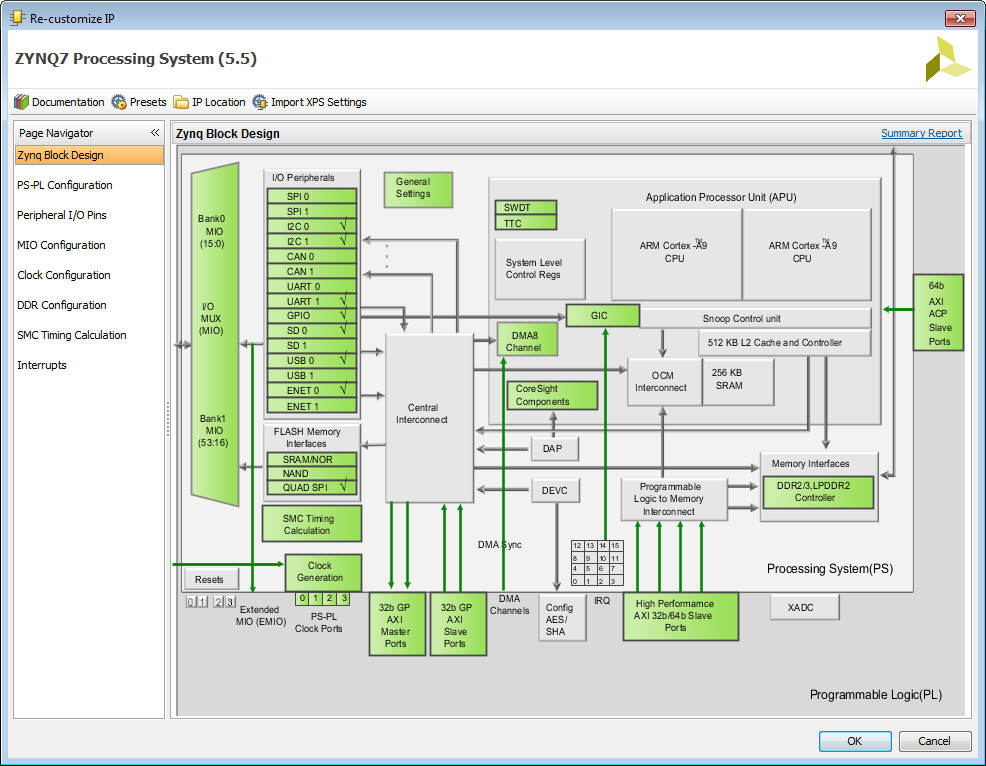 Re-customize IP
ZYNQ7 Processing System (5.5)
Documentation Presets IP Location Import XPS Settings
Page Navigator «
Zynq Block Design
PS-PL Configuration
Peripheral I/O Pins
MIO Configuration
Clock Configuration
DDR Configuration
SMC Timing Calculation
Interrupts
Zynq Block Design
Summary Report
Bank0
MIO
(15:0)
I/O
MUX
(MIO)
Bank1
MIO
(53:16)
I/O Peripherals
SPI 0
SPI 1
I2C 0 √
I2C 1 √
CAN 0
CAN 1
UART 0
UART 1 √
GPIO √
SD 0 √
SD 1
USB 0 √
USB 1
ENET 0 √
ENET 1
FLASH Memory
Interfaces
SRAM/NOR
NAND
QUAD SPI √
SMC Timing
Calculation
General
Settings
Central
Interconnect
Application Processor Unit (APU)
SWDT
TTC
System Level
Control Regs
ARM Cortex™-A9
CPU
ARM Cortex™-A9
CPU
GIC
Snoop Control unit
DMA8
Channel
512 KB L2 Cache and Controller
OCM
Interconnect
256 KB
SRAM
CoreSight
Components
DAP
DEVC
Programmable
Logic to Memory
Interconnect
Memory Interfaces
DDR2/3,LPDDR2
Controller
64b
AXI
ACP
Slave
Ports
Clock
Generation
Resets
0 1 2 3
0 1 2 3
Extended
MIO (EMIO)
PS-PL
Clock Ports
32b GP
AXI
Master
Ports
32b GP
AXI
Slave
Ports
DMA Sync
DMA
Channels
Config
AES/
SHA
12 13 14 15
8 9 10 11
4 5 6 7
0 1 2 3
IRQ
High Performance
AXI 32b/64b Slave
Ports
Processing System(PS)
XADC
Programmable Logic(PL)
OK Cancel